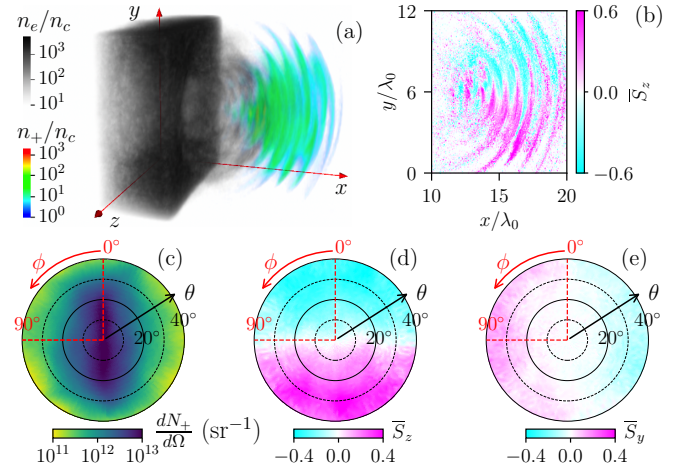 n_e/n_c
10^3
10^2
10^1
n_+/n_c
10^3
10^2
10^1
10^0
y
x
z
(a)
(b)
12
6
0
y/λ_0
10 15 20
x/λ_0
0.6
0.0
−0.6
S̅_z
(c)
ϕ
0°
90°
20°
40°
θ
10^11 10^12 10^13
dN_+/dΩ (sr^−1)
(d)
ϕ
0°
90°
20°
40°
θ
−0.4 0.0 0.4
S̅_z
(e)
ϕ
0°
90°
20°
40°
θ
−0.4 0.0 0.4
S̅_y